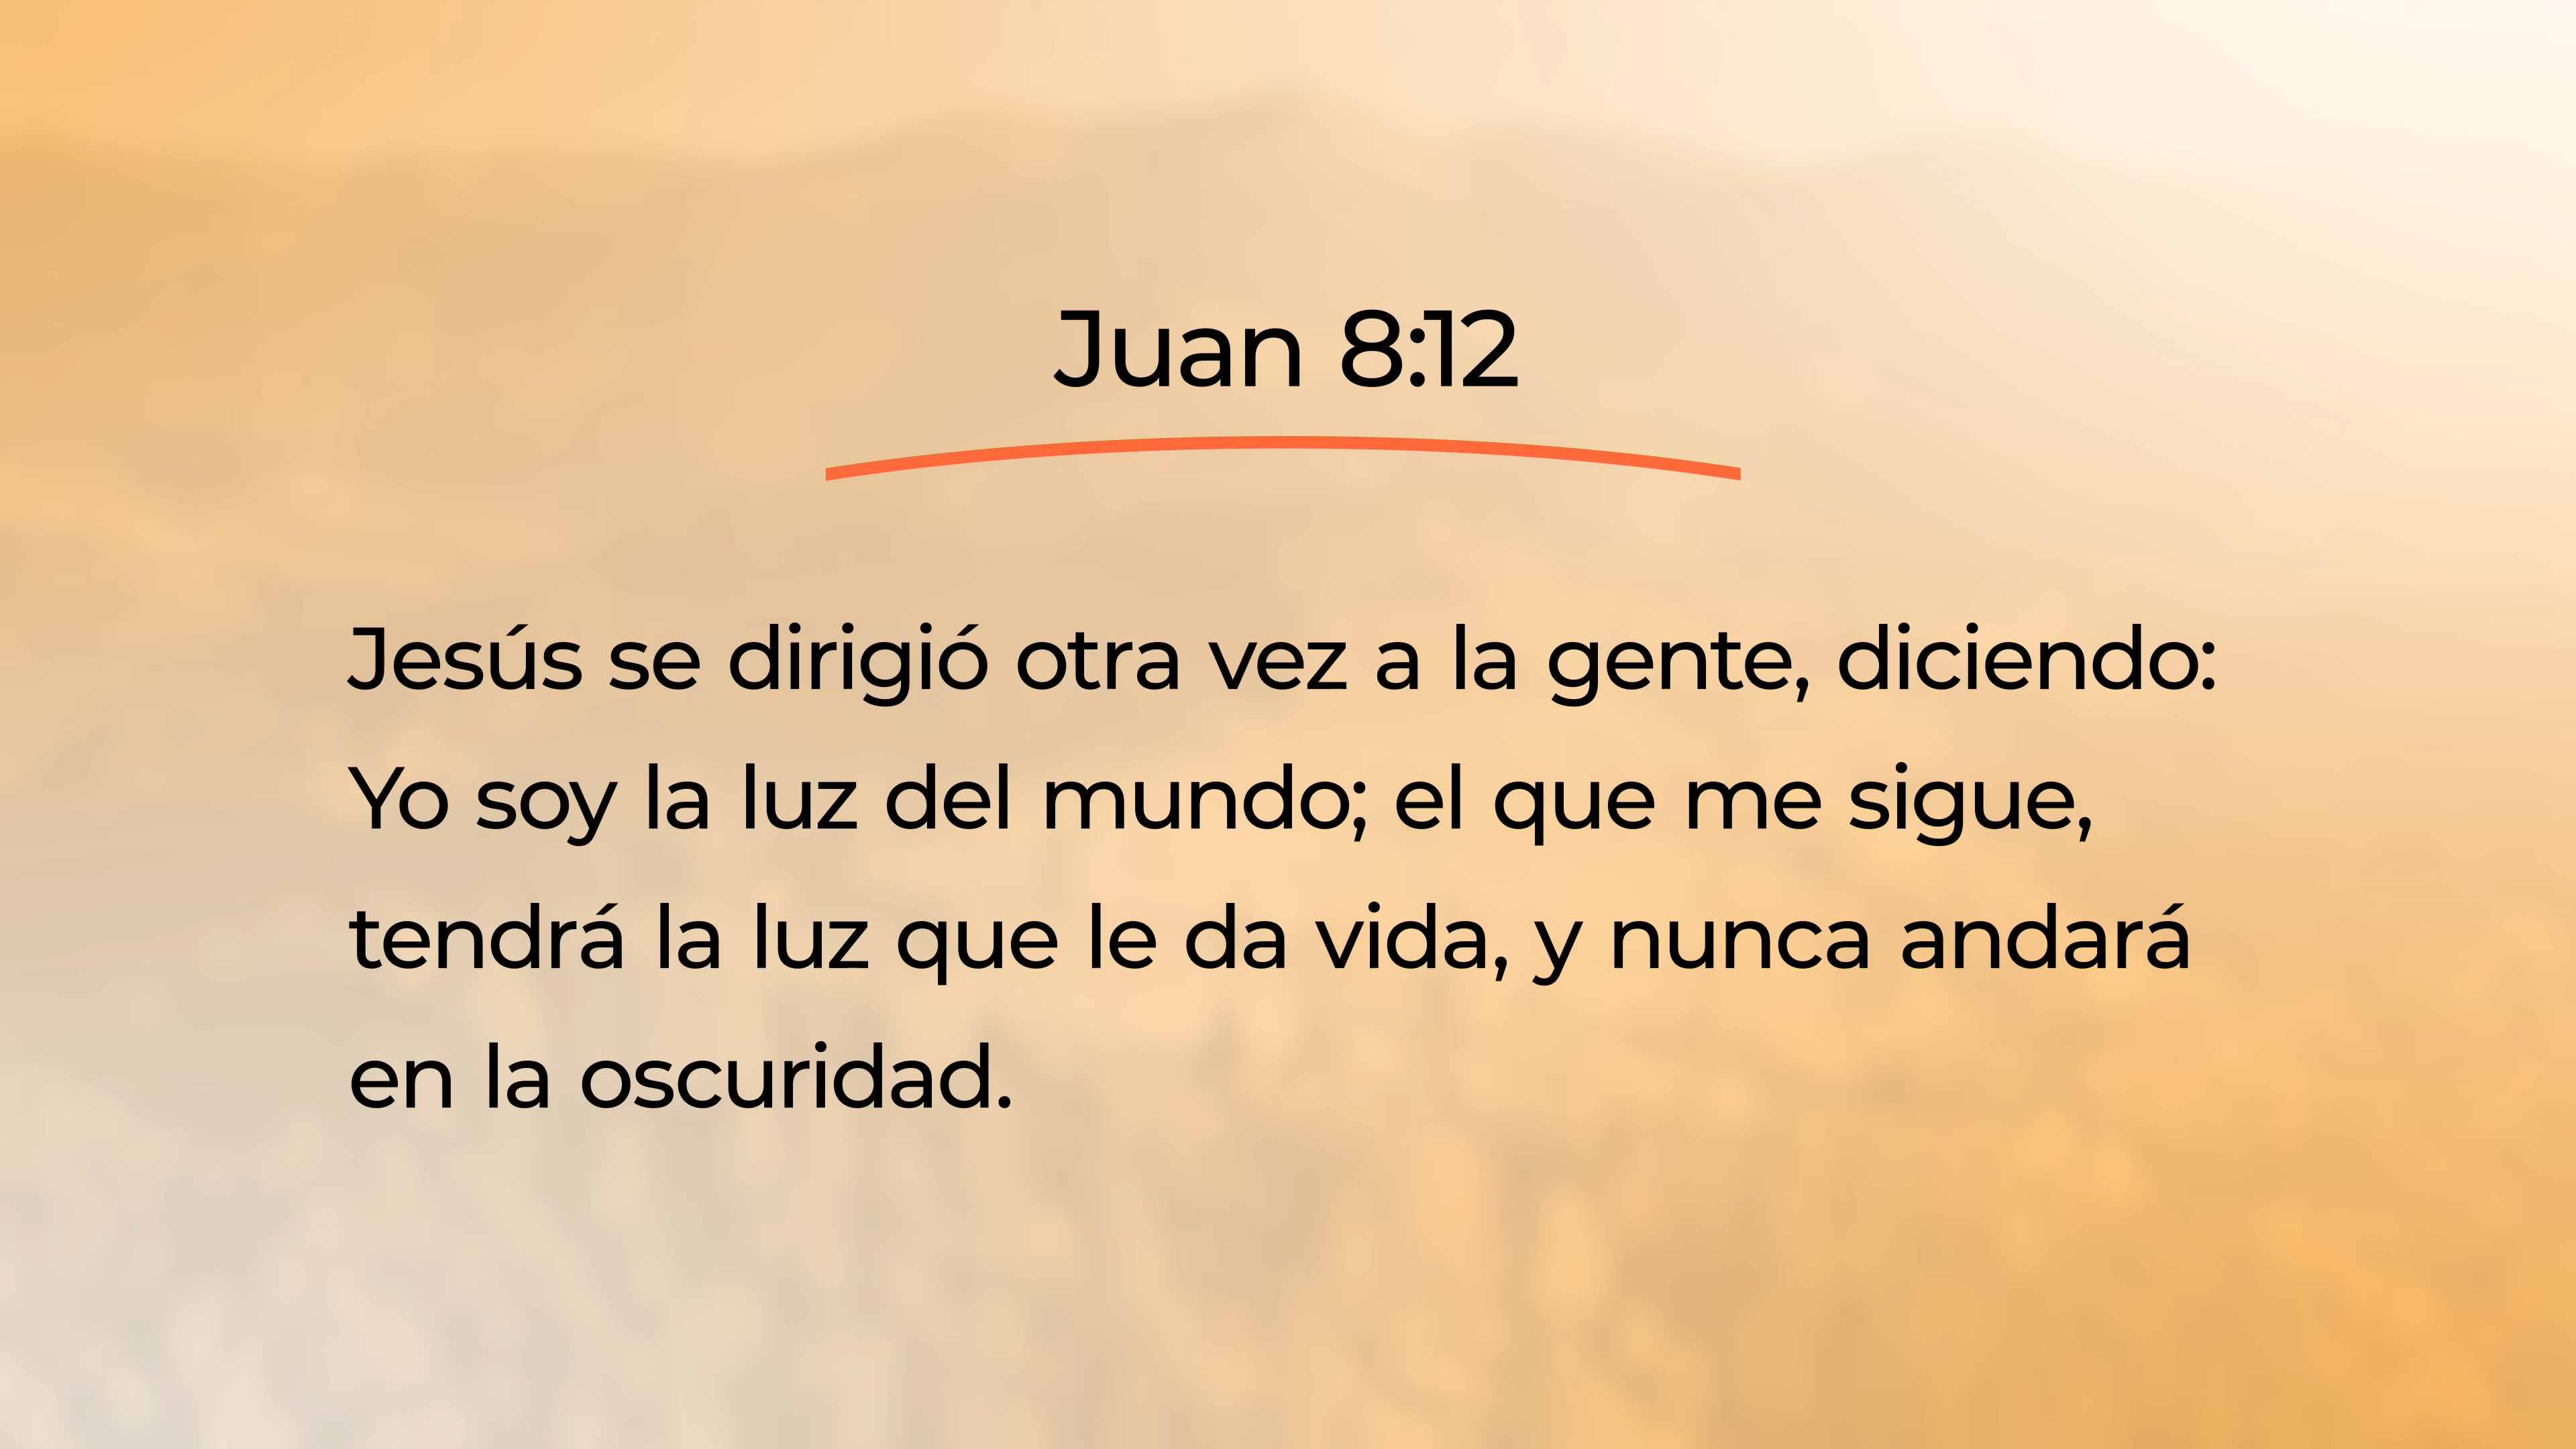 Juan 8:12
Jesús se dirigió otra vez a la gente, diciendo:
Yo soy la luz del mundo; el que me sigue,
tendrá la luz que le da vida, y nunca andará
en la oscuridad.